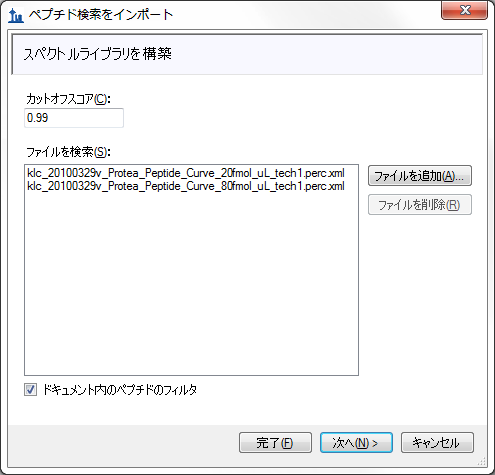 ペプチド検索をインポート
スペクトルライブラリを構築
カットオフスコア(C):
0.99
ファイルを検索(S):
klc_20100329v_Protea_Peptide_Curve_20fmol_uL_tech1.perc.xml
klc_20100329v_Protea_Peptide_Curve_80fmol_uL_tech1.perc.xml
ファイルを追加(A)...
ファイルを削除(R)
ドキュメント内のペプチドのフィルタ
完了(F)
次へ(N) >
キャンセル